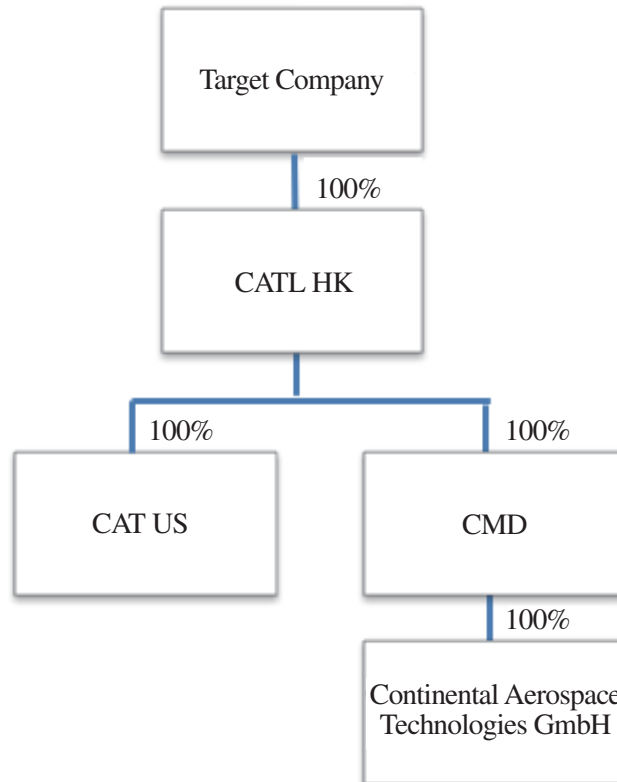 Target Company
100%
CATL HK
100%
100%
CAT US
CMD
100%
Continental Aerospace
Technologies GmbH